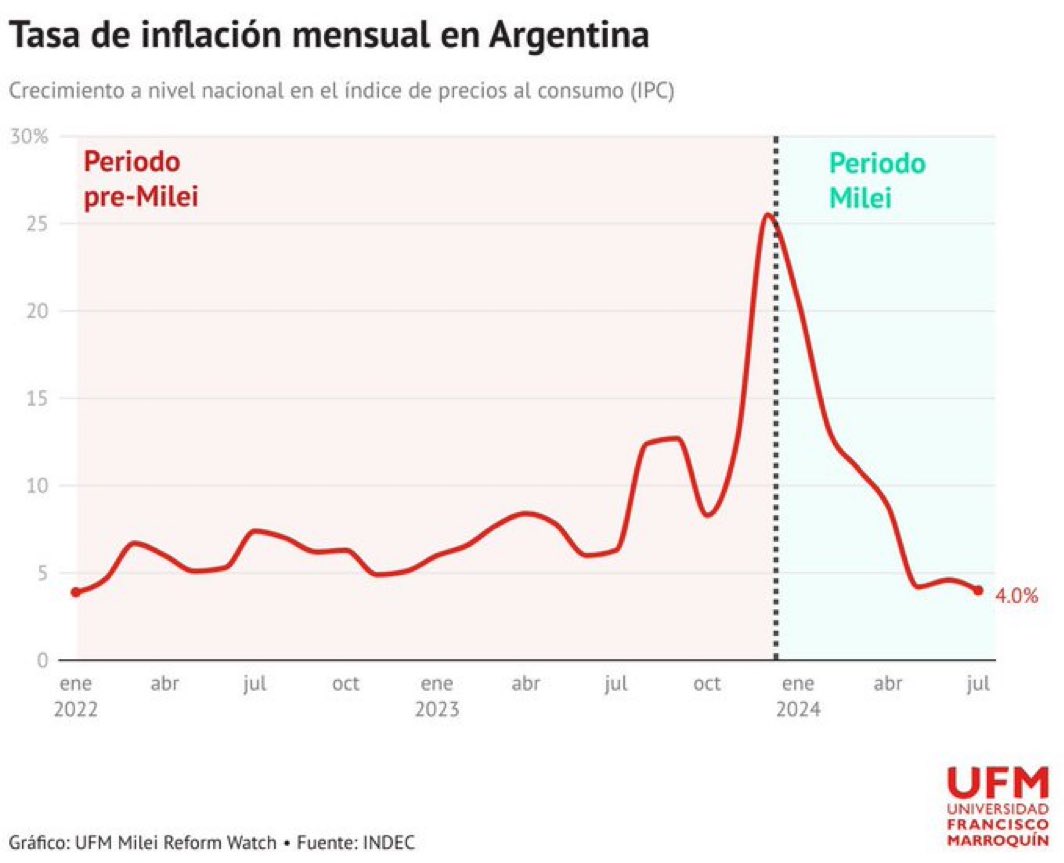 Tasa de inflación mensual en Argentina
Crecimiento a nivel nacional en el índice de precios al consumo (IPC)
30%
Periodo
pre-Milei
Periodo
Milei
25
20
15
10
5
4.0%
0
ene abr jul oct ene abr jul oct ene abr jul
2022 2023 2024
UFM
UNIVERSIDAD
FRANCISCO
MARROQUÍN
Gráfico: UFM Milei Reform Watch • Fuente: INDEC